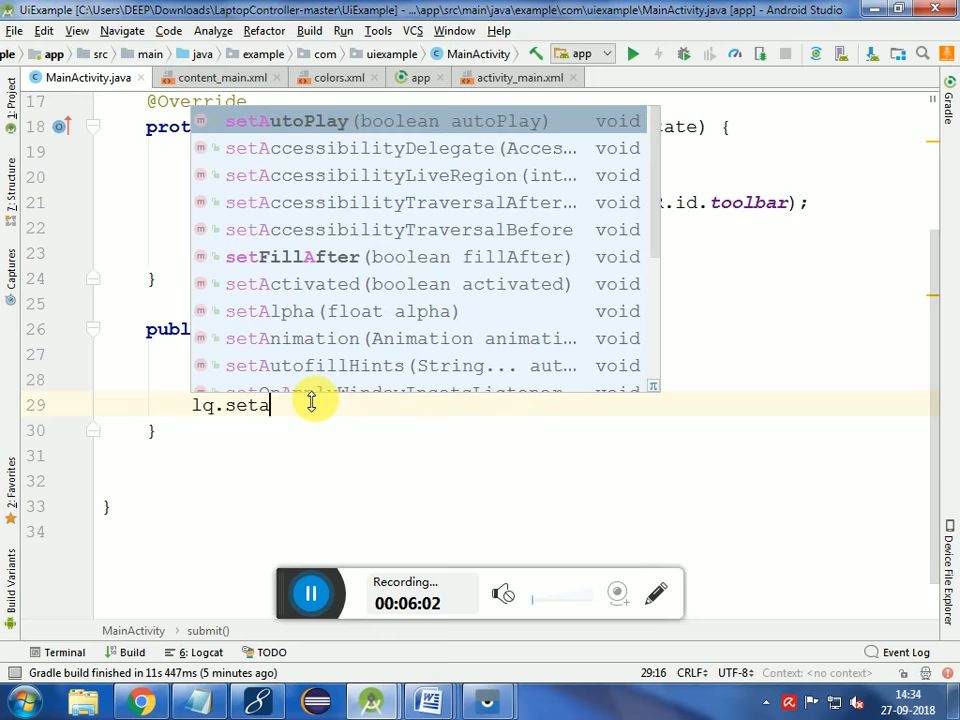 UiExample [C:\Users\DEEP\Downloads\LaptopController-master\UiExample] - ...\app\src\main\java\example\com\uiexample\MainActivity.java [app] - Android Studio
File Edit View Navigate Code Analyze Refactor Build Run Tools VCS Window Help
ple app src main java example com uiexample MainActivity app
MainActivity.java content_main.xml colors.xml app activity_main.xml
1: Project
7: Structure
Captures
2: Favorites
Build Variants
Gradle
Device File Explorer
17 @Override
18 prot ate) {
19
20
21 R.id.toolbar);
22
23
24 }
25
26 publ
27
28
29 lq.seta
30 }
31
32
33 }
34
setAutoPlay(boolean autoPlay) void
setAccessibilityDelegate(Acces... void
setAccessibilityLiveRegion(int... void
setAccessibilityTraversalAfter... void
setAccessibilityTraversalBefore void
setFillAfter(boolean fillAfter) void
setActivated(boolean activated) void
setAlpha(float alpha) void
setAnimation(Animation animati... void
setAutofillHints(String... aut... void
setOnApplyWindowInsetsListener void
π
Recording...
00:06:02
MainActivity submit()
Terminal Build 6: Logcat TODO Event Log
Gradle build finished in 11s 447ms (5 minutes ago) 29:16 CRLF÷ UTF-8÷ Context: <no context>
14:34
27-09-2018